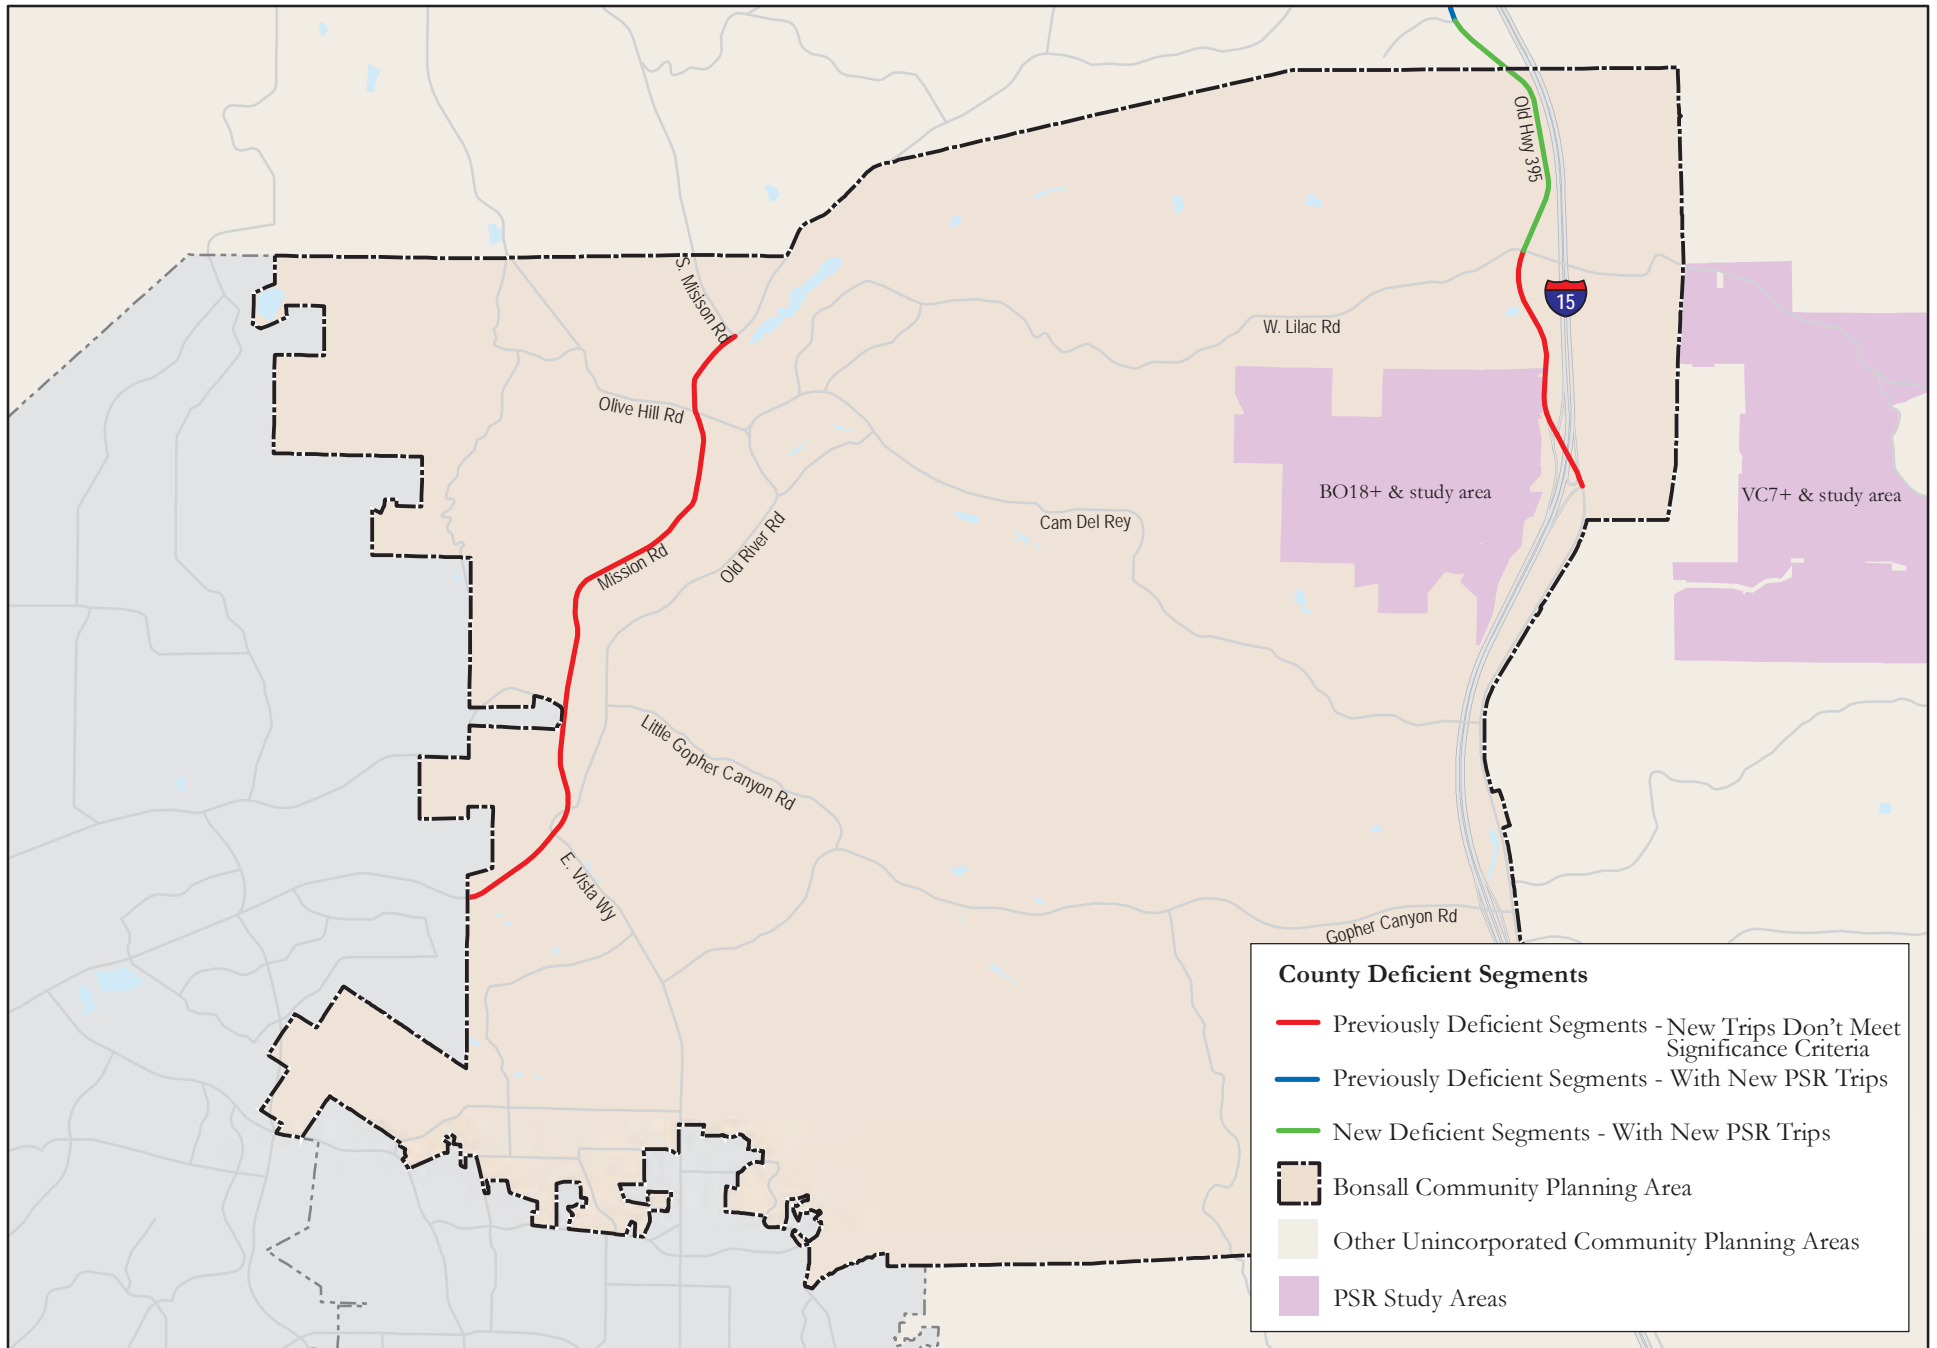 Old Hwy 395
S. Misison Rd
15
W. Lilac Rd
Olive Hill Rd
BO18+ & study area
VC7+ & study area
Cam Del Rey
Old River Rd
Mission Rd
Little Gopher Canyon Rd
E. Vista Wy
Gopher Canyon Rd
County Deficient Segments
Previously Deficient Segments - New Trips Don't Meet
Significance Criteria
Previously Deficient Segments - With New PSR Trips
New Deficient Segments - With New PSR Trips
Bonsall Community Planning Area
Other Unincorporated Community Planning Areas
PSR Study Areas